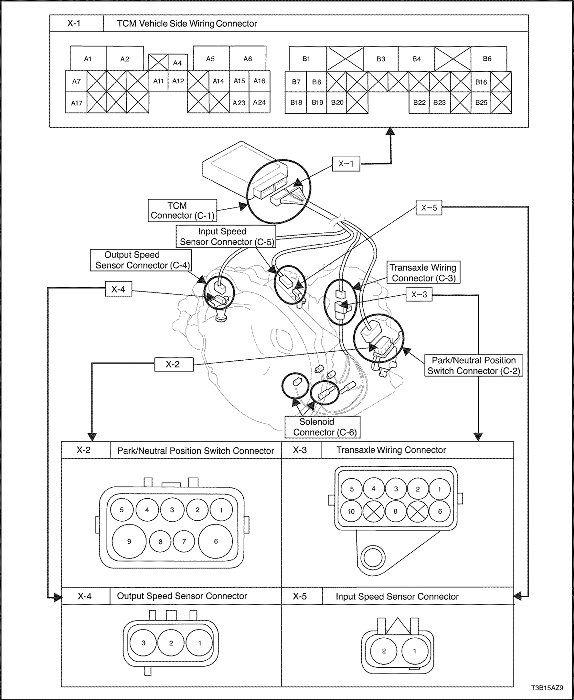 X-1 TCM Vehicle Side Wiring Connector
A1 A2 A4 A5 A6 B1 B3 B4 B6
A7 A11 A12 A14 A15 A16 B7 B8 B16
A17 A23 A24 B18 B19 B20 B22 B23 B25
X-1
TCM
Connector (C-1)
X-5
Input Speed
Sensor Connector (C-5)
Output Speed
Sensor Connector (C-4)
Transaxle Wiring
Connector (C-3)
X-4
X-3
X-2
Park/Neutral Position
Switch Connector (C-2)
Solenoid
Connector (C-6)
X-2 Park/Neutral Position Switch Connector
X-3 Transaxle Wiring Connector
5 4 3 2 1
9 8 7 6
5 4 3 2 1
10 8 6
X-4 Output Speed Sensor Connector
X-5 Input Speed Sensor Connector
3 2 1
2 1
T3B15AZ9